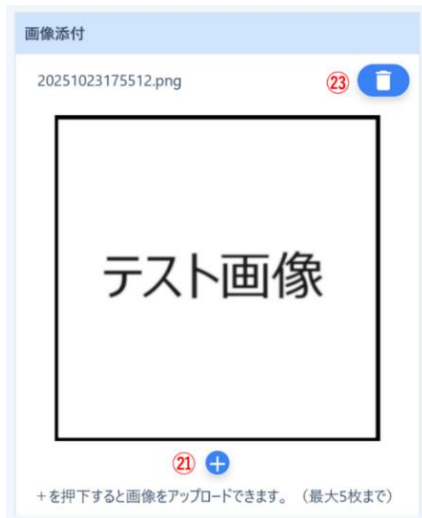 画像添付
20251023175512.png ㉓
テスト画像
㉑
+を押下すると画像をアップロードできます。（最大5枚まで）